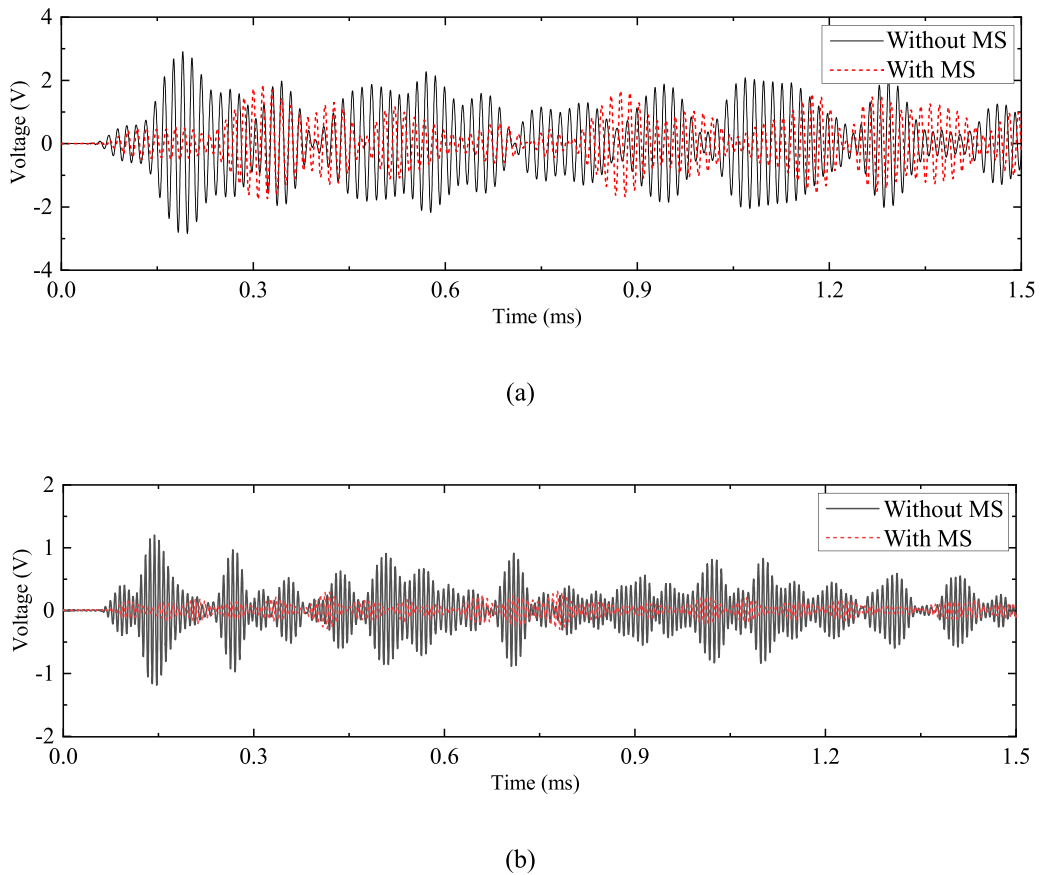 Voltage (V)
4
2
0
-2
-4
Without MS
With MS
0.0 0.3 0.6 0.9 1.2 1.5
Time (ms)
(a)
Voltage (V)
2
1
0
-1
-2
Without MS
With MS
0.0 0.3 0.6 0.9 1.2 1.5
Time (ms)
(b)